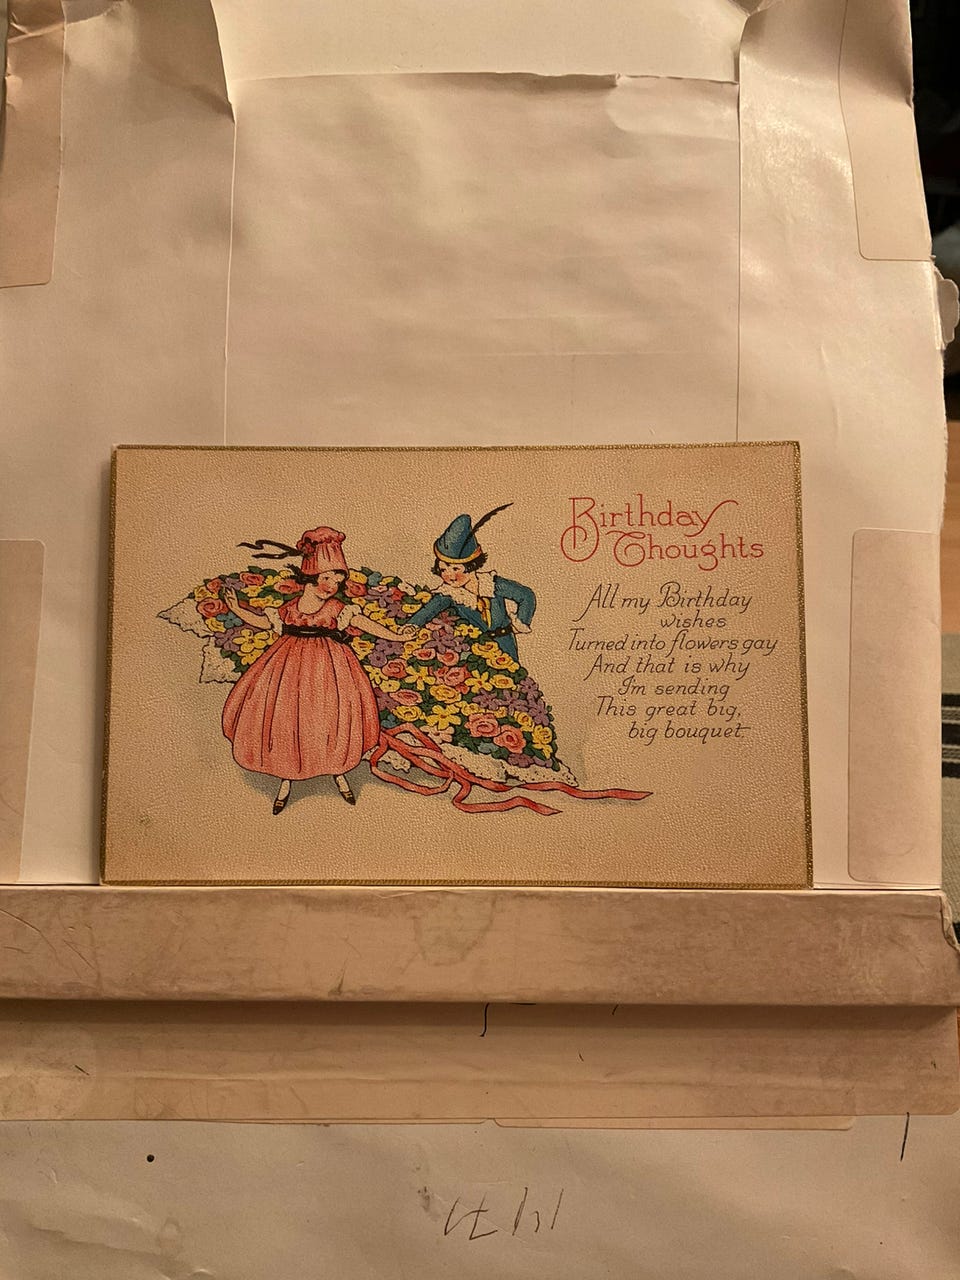 Birthday
Thoughts
All my Birthday
wishes
Turned into flowers gay
And that is why
I'm sending
This great big,
big bouquet.